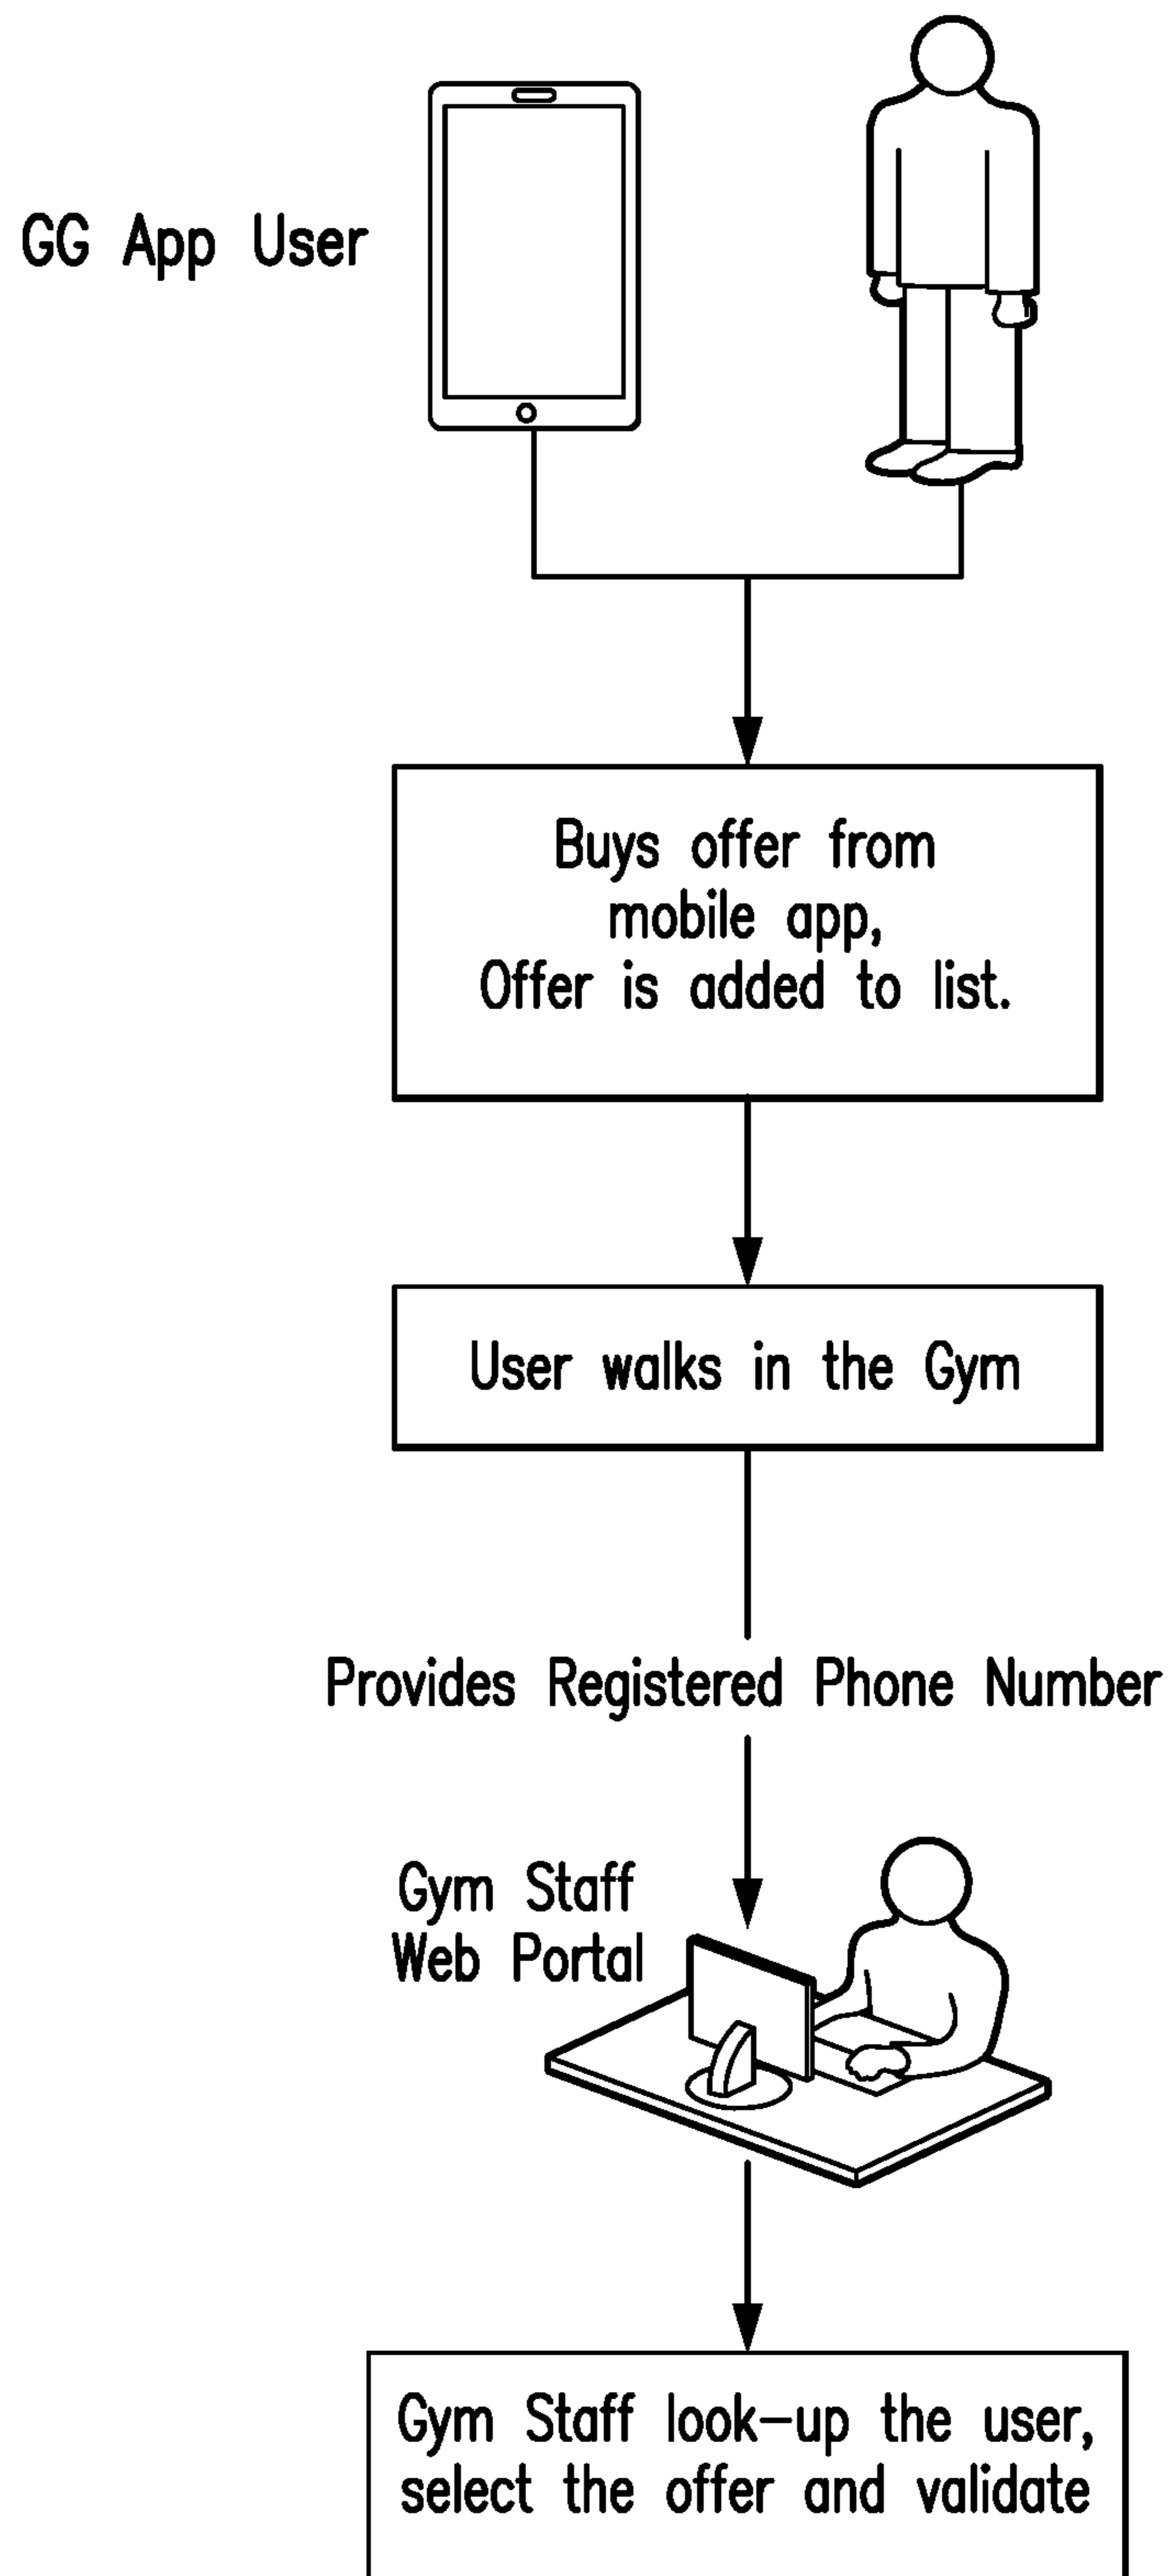 GG App User
Buys offer from
mobile app,
Offer is added to list.
User walks in the Gym
Provides Registered Phone Number
Gym Staff
Web Portal
Gym Staff look-up the user,
select the offer and validate